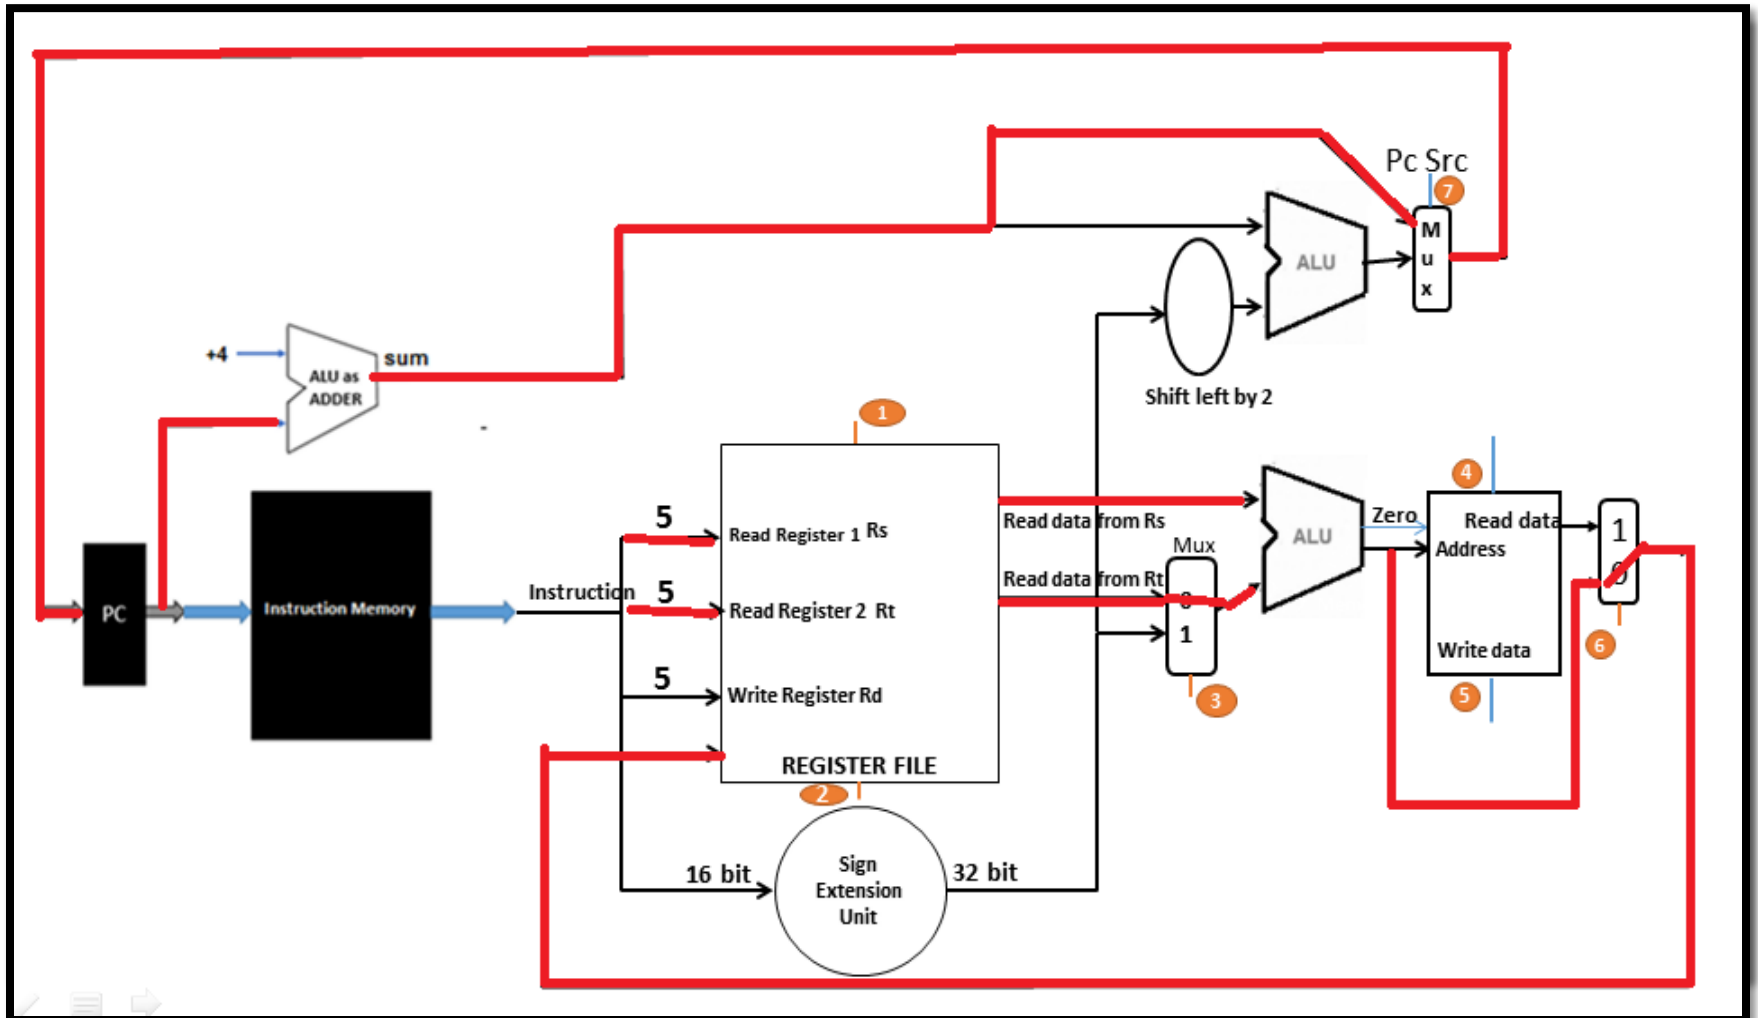 Pc Src
7
M
u
x
ALU
+4
sum
ALU as
ADDER
Shift left by 2
1
4
5
Read Register 1 Rs
Read data from Rs
Zero
Read data
1
0
ALU
Mux
Address
Instruction
5
Read data from Rt
0
1
PC
Instruction Memory
Read Register 2 Rt
Write data
6
5
Write Register Rd
3
5
REGISTER FILE
2
16 bit
Sign
Extension
Unit
32 bit